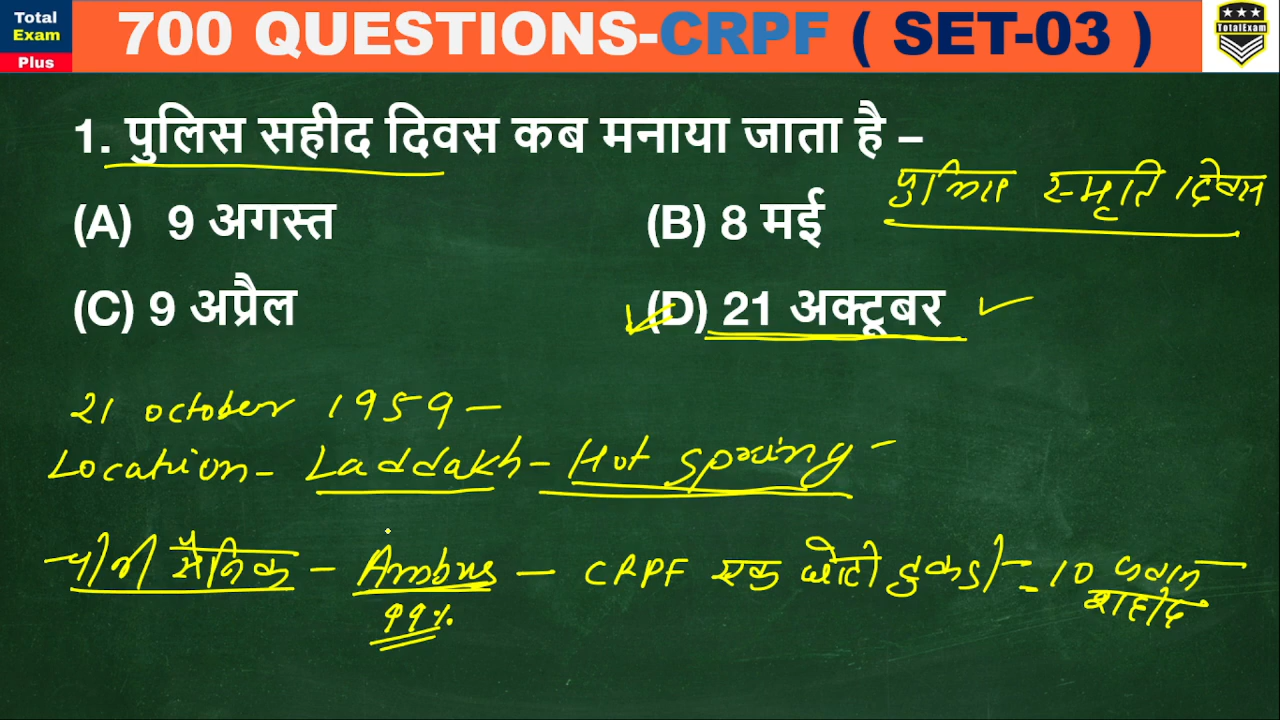 Total
Exam
Plus
700 QUESTIONS-CRPF ( SET-03 )
TotalExam
1. पुलिस सहीद दिवस कब मनाया जाता है –
पुलिस स्मृति दिवस
(A) 9 अगस्त
(B) 8 मई
(C) 9 अप्रैल
(D) 21 अक्टूबर
21 october 1959 –
Location – Laddakh – Hot spring –
चीनी सैनिक – Ambus – CRPF एक छोटी टुकडी = 10 जवान
शहीद
99%